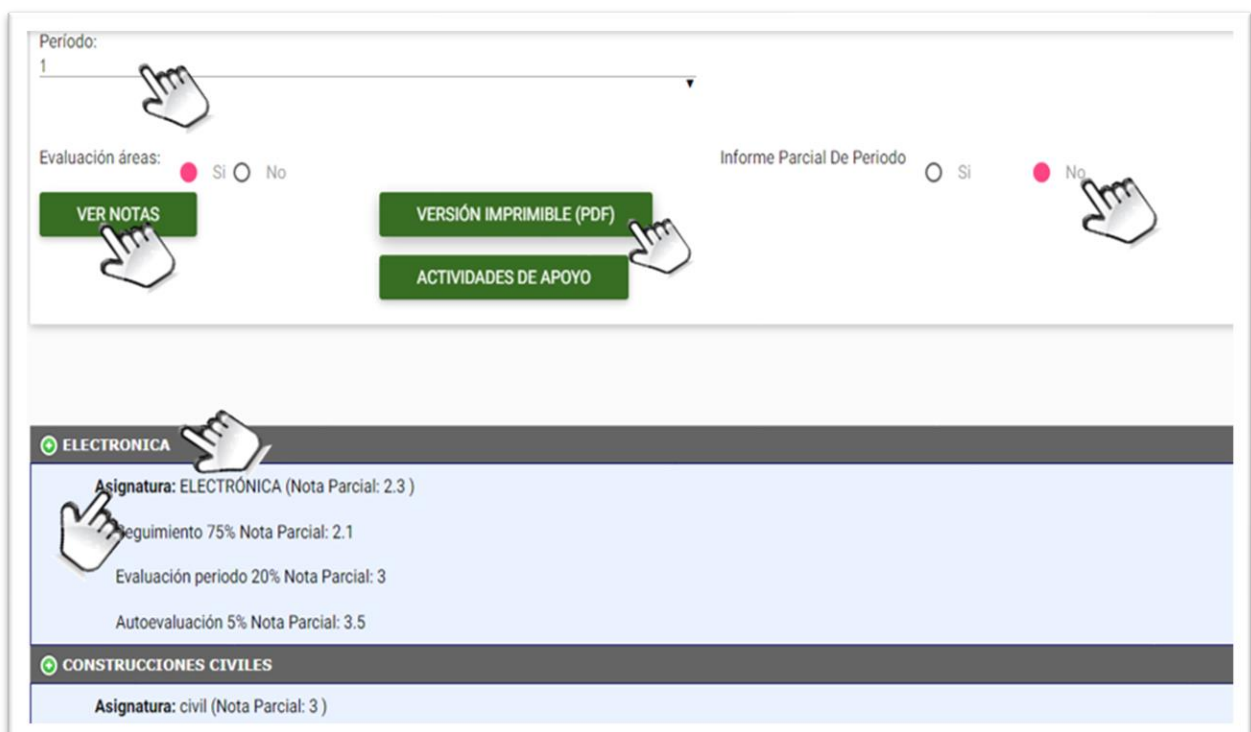 Período:
1
Evaluación áreas: Si No Informe Parcial De Periodo Si No
VER NOTAS VERSIÓN IMPRIMIBLE (PDF)
ACTIVIDADES DE APOYO
ELECTRONICA
Asignatura: ELECTRÓNICA (Nota Parcial: 2.3 )
Seguimiento 75% Nota Parcial: 2.1
Evaluación periodo 20% Nota Parcial: 3
Autoevaluación 5% Nota Parcial: 3.5
CONSTRUCCIONES CIVILES
Asignatura: civil (Nota Parcial: 3 )